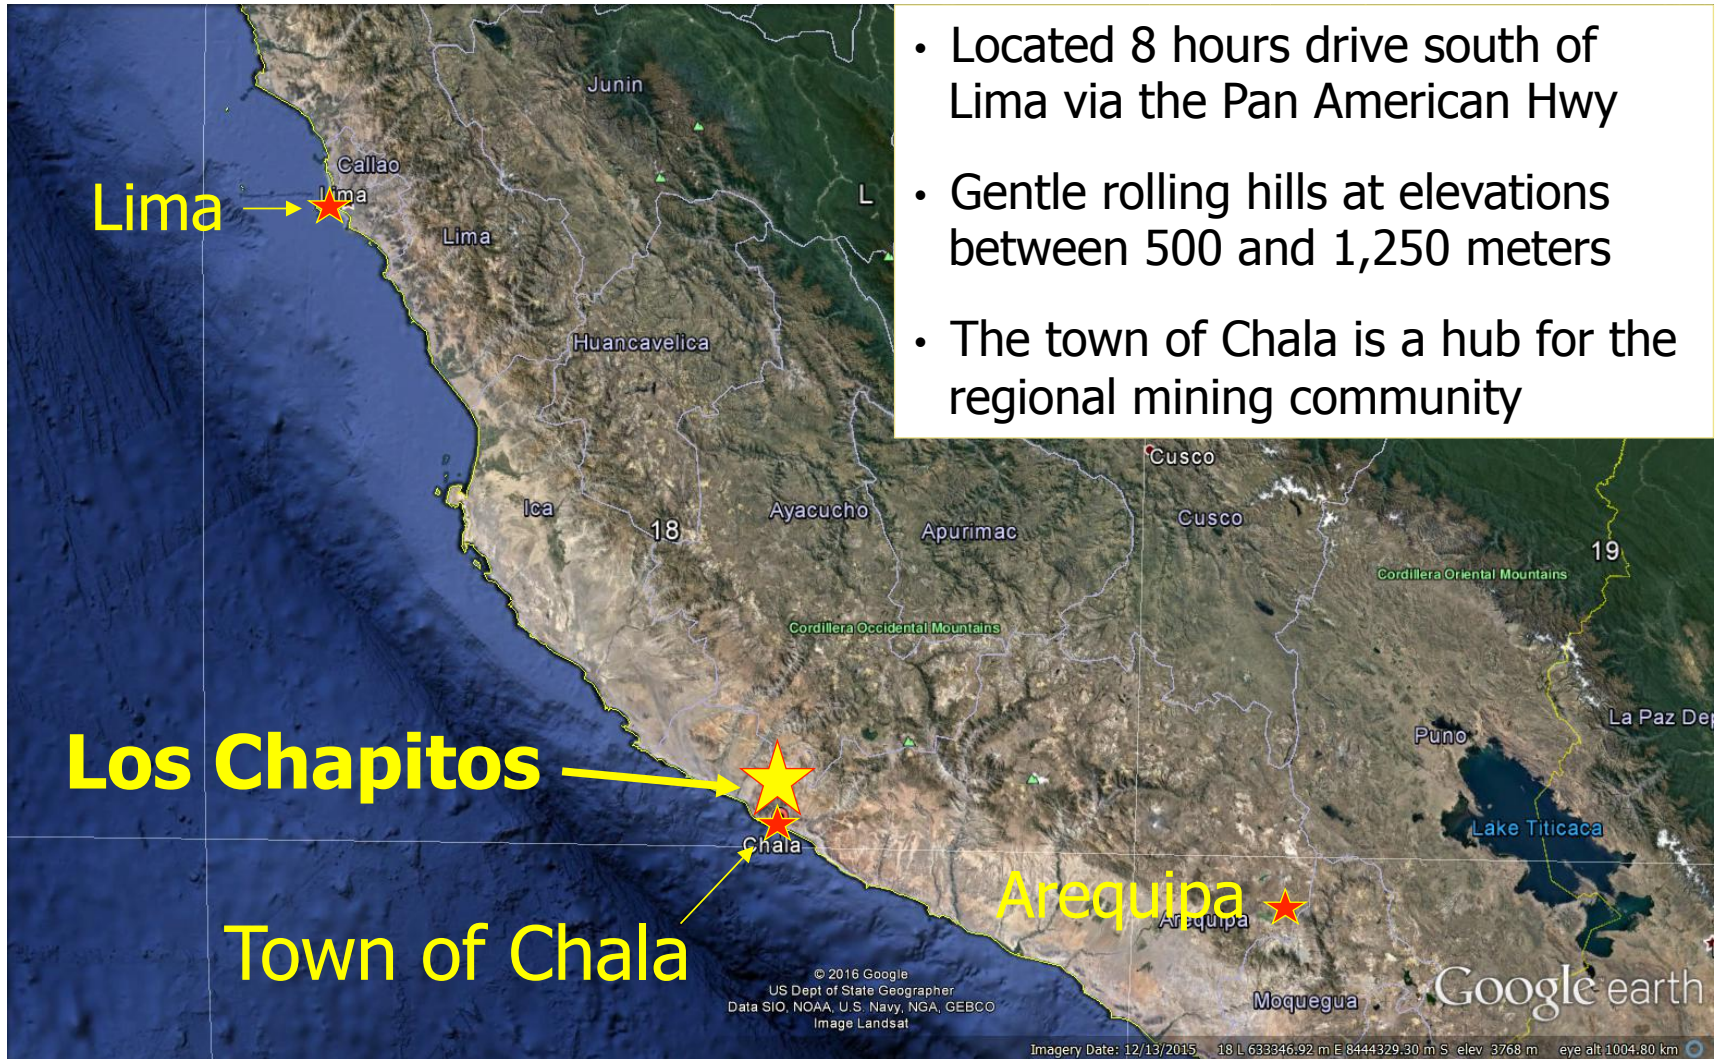 • Located 8 hours drive south of
Lima via the Pan American Hwy
• Gentle rolling hills at elevations
between 500 and 1,250 meters
• The town of Chala is a hub for the
regional mining community
Junin
Callao
Lima
Lima
L
Lima
Huancavelica
Cusco
Ica
18
Ayacucho
Apurimac
Cusco
19
Cordillera Oriental Mountains
Cordillera Occidental Mountains
La Paz Dep
Puno
Los Chapitos
Lake Titicaca
Chala
Arequipa
Arequipa
Town of Chala
© 2016 Google
US Dept of State Geographer
Data SIO, NOAA, U.S. Navy, NGA, GEBCO
Image Landsat
Moquegua
Google earth
Imagery Date: 12/13/2015 18 L 633346.92 m E 8444329.30 m S elev 3768 m eye alt 1004.80 km